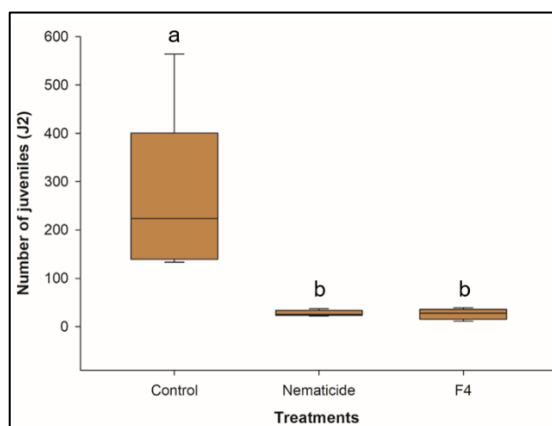 600
a
500
400
300
200
100
b b
0
Number of juveniles (J2)
Control Nematicide F4
Treatments